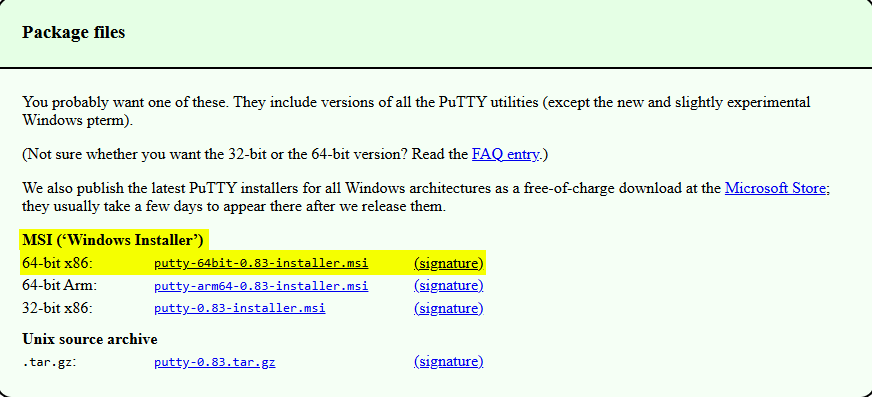 Package files
You probably want one of these. They include versions of all the PuTTY utilities (except the new and slightly experimental
Windows pterm).
(Not sure whether you want the 32-bit or the 64-bit version? Read the FAQ entry.)
We also publish the latest PuTTY installers for all Windows architectures as a free-of-charge download at the Microsoft Store;
they usually take a few days to appear there after we release them.
MSI (‘Windows Installer’)
64-bit x86: putty-64bit-0.83-installer.msi (signature)
64-bit Arm: putty-arm64-0.83-installer.msi (signature)
32-bit x86: putty-0.83-installer.msi (signature)
Unix source archive
.tar.gz: putty-0.83.tar.gz (signature)